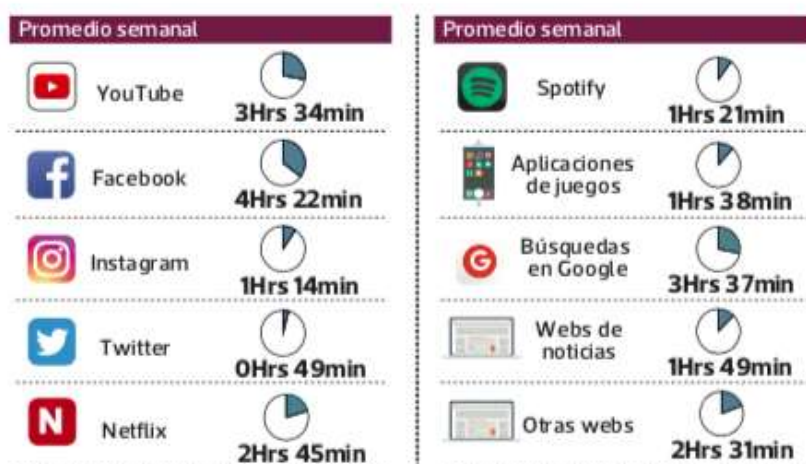 Promedio semanal
YouTube
3Hrs 34min
Facebook
4Hrs 22min
Instagram
1Hrs 14min
Twitter
0Hrs 49min
N
Netflix
2Hrs 45min
Promedio semanal
Spotify
1Hrs 21min
Aplicaciones
de juegos
1Hrs 38min
G
Búsquedas
en Google
3Hrs 37min
Webs de
noticias
1Hrs 49min
Otras webs
2Hrs 31min